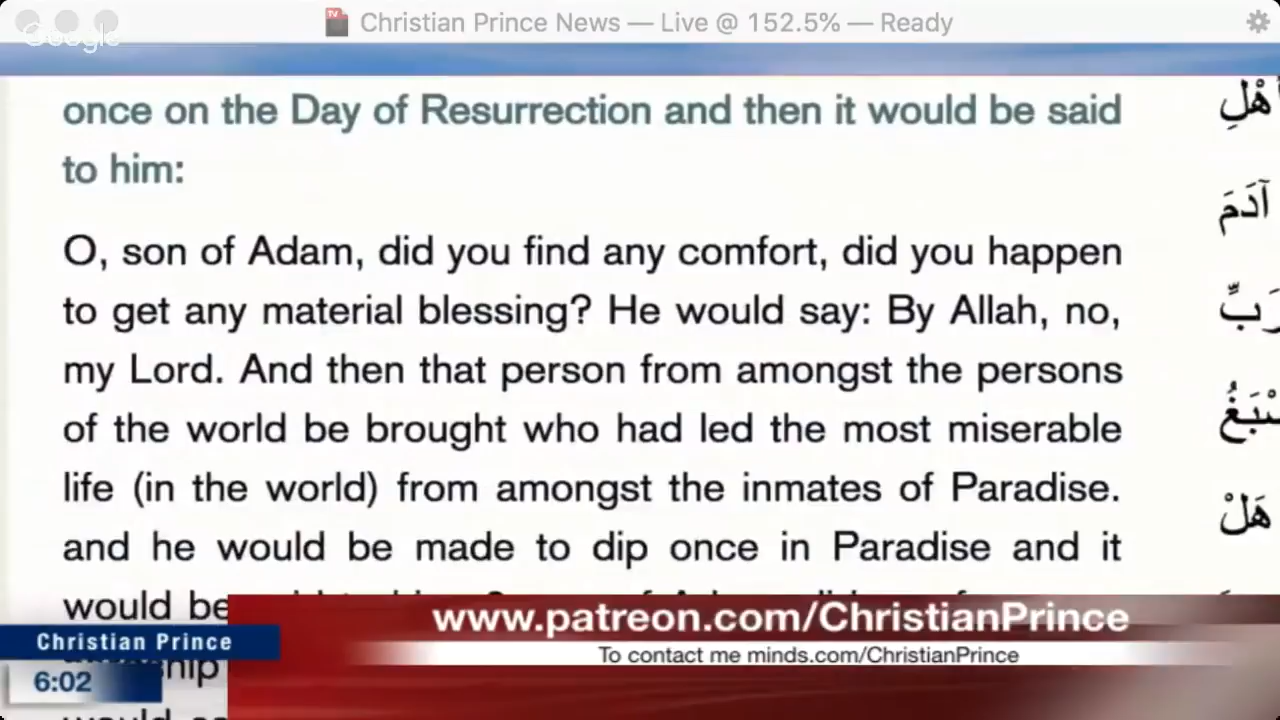 Christian Prince News — Live @ 152.5% — Ready
Google
once on the Day of Resurrection and then it would be said
to him:
O, son of Adam, did you find any comfort, did you happen
to get any material blessing? He would say: By Allah, no,
my Lord. And then that person from amongst the persons
of the world be brought who had led the most miserable
life (in the world) from amongst the inmates of Paradise.
and he would be made to dip once in Paradise and it
would be
أَهْلِ
آدَمَ
رَبِّ
هَلْ
www.patreon.com/ChristianPrince
To contact me minds.com/ChristianPrince
Christian Prince
6:02